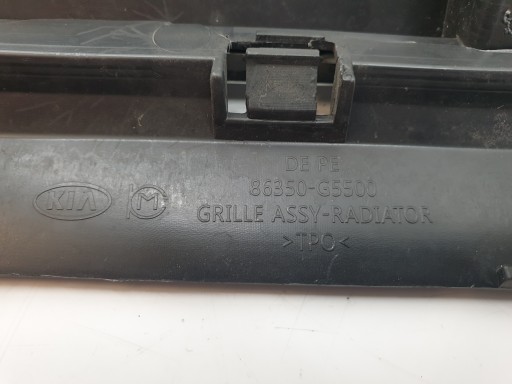 DE PE
86350-G5500
KIA M GRILLE ASSY-RADIATOR
>TPO<